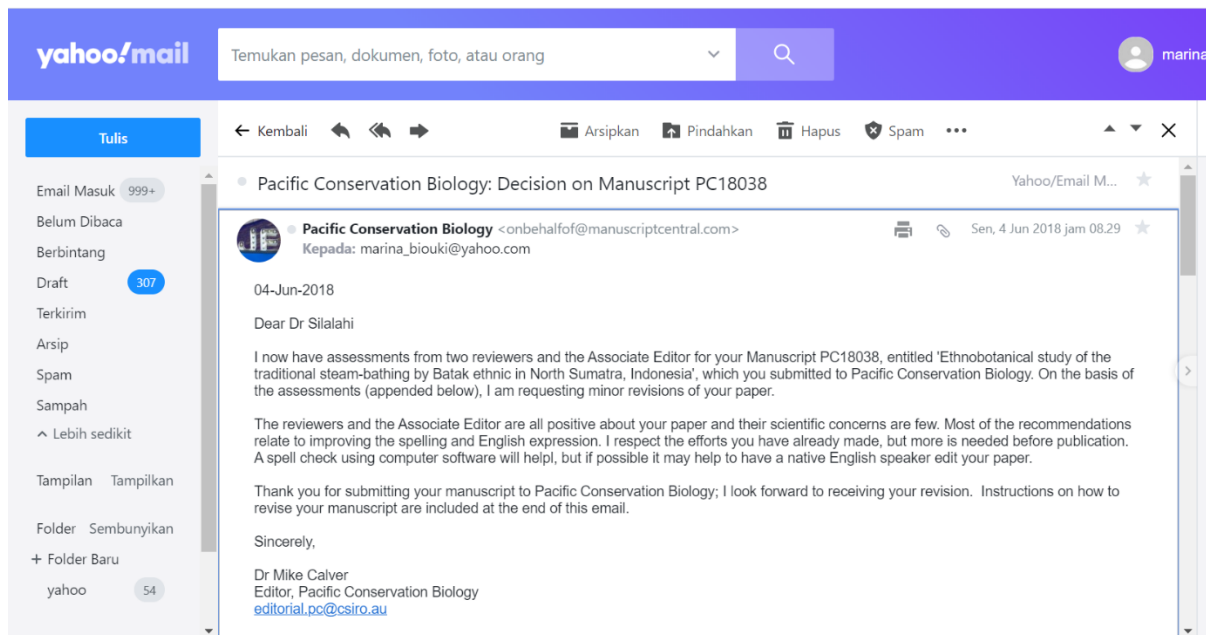 yahoo!mail
Temukan pesan, dokumen, foto, atau orang
marina
Tulis
Email Masuk 999+
Belum Dibaca
Berbintang
Draft 307
Terkirim
Arsip
Spam
Sampah
Lebih sedikit
Tampilan Tampilkan
Folder Sembunyikan
+ Folder Baru
yahoo 54
Kembali Arsipkan Pindahkan Hapus Spam
Pacific Conservation Biology: Decision on Manuscript PC18038 Yahoo/Email M...
Pacific Conservation Biology <onbehalfof@manuscriptcentral.com> Sen, 4 Jun 2018 jam 08.29
Kepada: marina_biouki@yahoo.com
04-Jun-2018
Dear Dr Silalahi
I now have assessments from two reviewers and the Associate Editor for your Manuscript PC18038, entitled 'Ethnobotanical study of the
traditional steam-bathing by Batak ethnic in North Sumatra, Indonesia', which you submitted to Pacific Conservation Biology. On the basis of
the assessments (appended below), I am requesting minor revisions of your paper.
The reviewers and the Associate Editor are all positive about your paper and their scientific concerns are few. Most of the recommendations
relate to improving the spelling and English expression. I respect the efforts you have already made, but more is needed before publication.
A spell check using computer software will helpl, but if possible it may help to have a native English speaker edit your paper.
Thank you for submitting your manuscript to Pacific Conservation Biology; I look forward to receiving your revision. Instructions on how to
revise your manuscript are included at the end of this email.
Sincerely,
Dr Mike Calver
Editor, Pacific Conservation Biology
editorial.pc@csiro.au